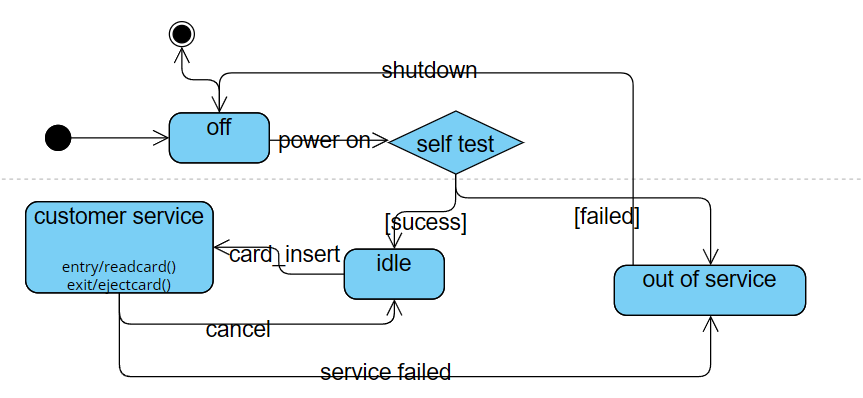 shutdown
off
power on
self test
customer service
[sucess]
[failed]
entry/readcard()
exit/ejectcard()
card_insert
idle
out of service
cancel
service failed